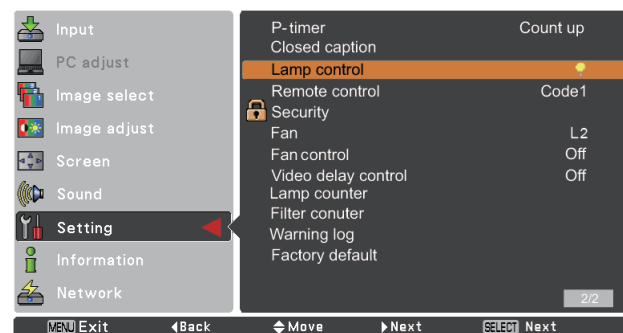 Input
PC adjust
Image select
Image adjust
Screen
Sound
Setting
Information
Network
P-timer Count up
Closed caption
Lamp control
Remote control Code1
Security
Fan L2
Fan control Off
Video delay control Off
Lamp counter
Filter conuter
Warning log
Factory default
2/2
MENU Exit Back Move Next SELECT Next